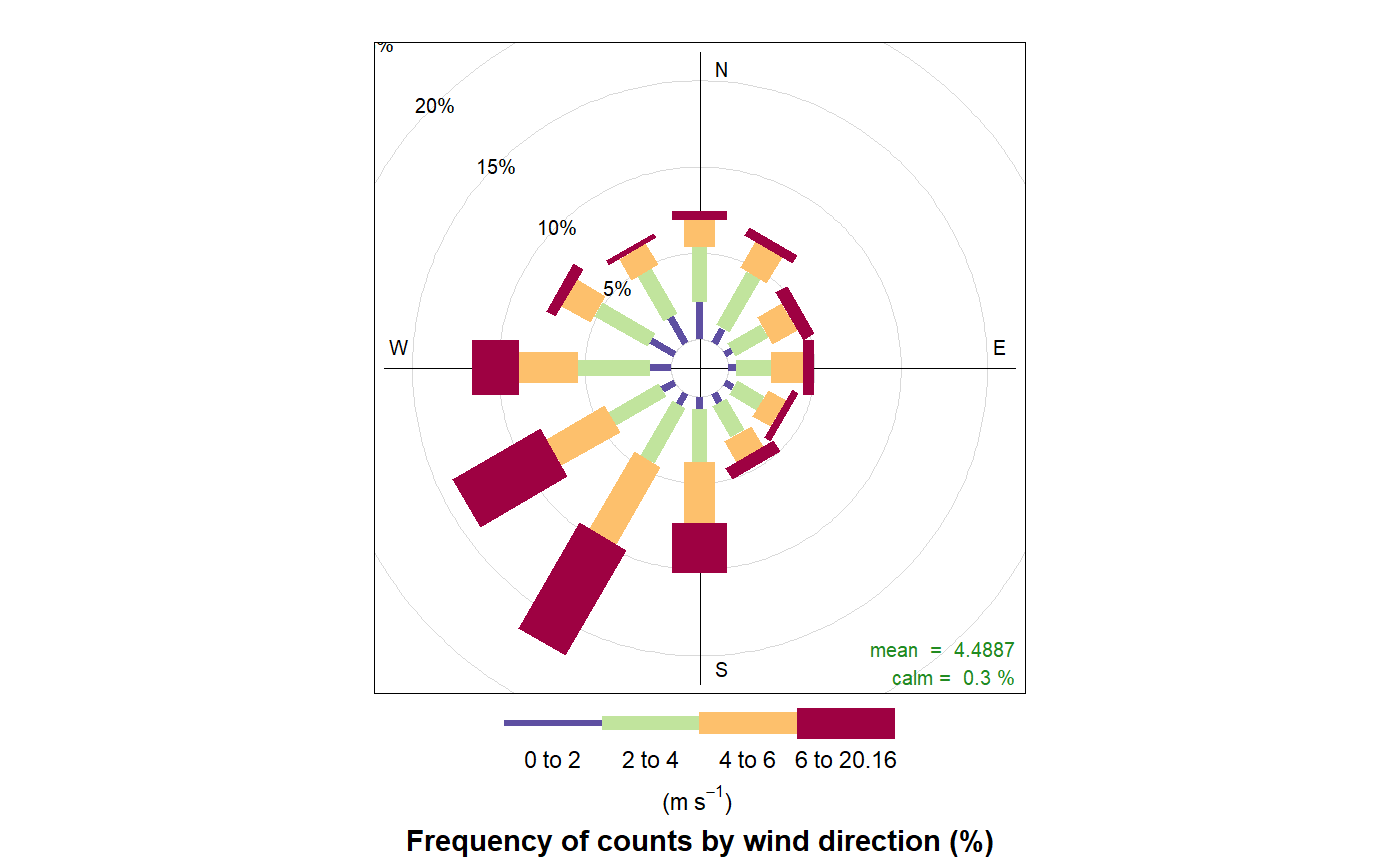 %
N
20%
15%
10%
5%
W
E
S
mean = 4.4887
calm = 0.3 %
0 to 2 2 to 4 4 to 6 6 to 20.16
(m s⁻¹)
Frequency of counts by wind direction (%)